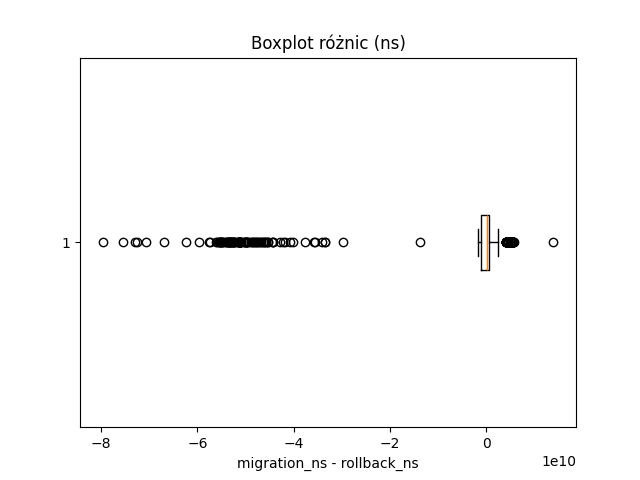 Boxplot różnic (ns)
1
−8 −6 −4 −2 0
1e10
migration_ns - rollback_ns